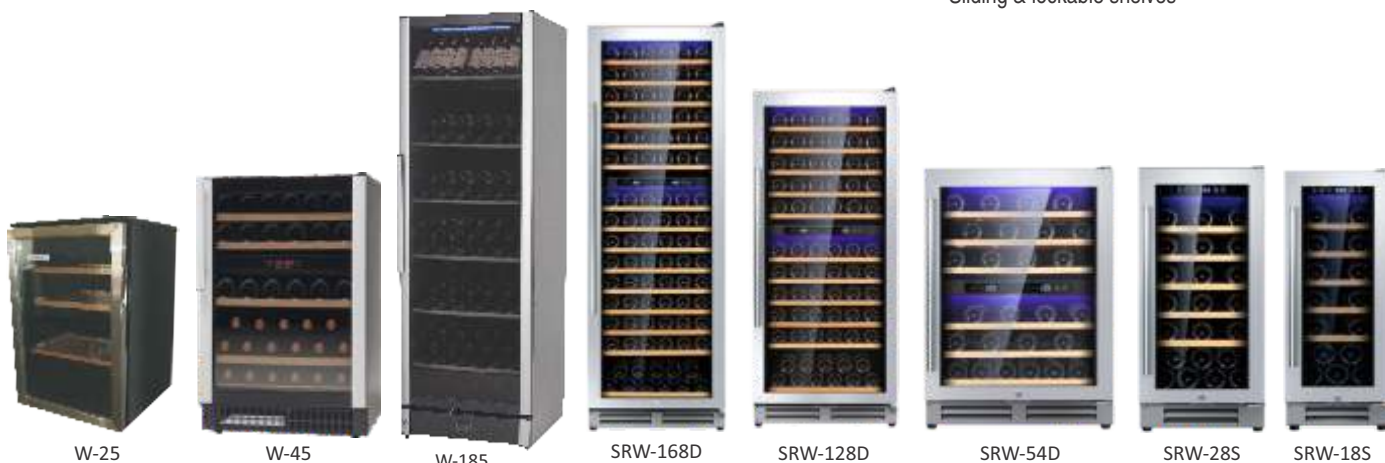 Sliding & lockable shelves
W-25
W-45
W-185
SRW-168D
SRW-128D
SRW-54D
SRW-28S
SRW-18S